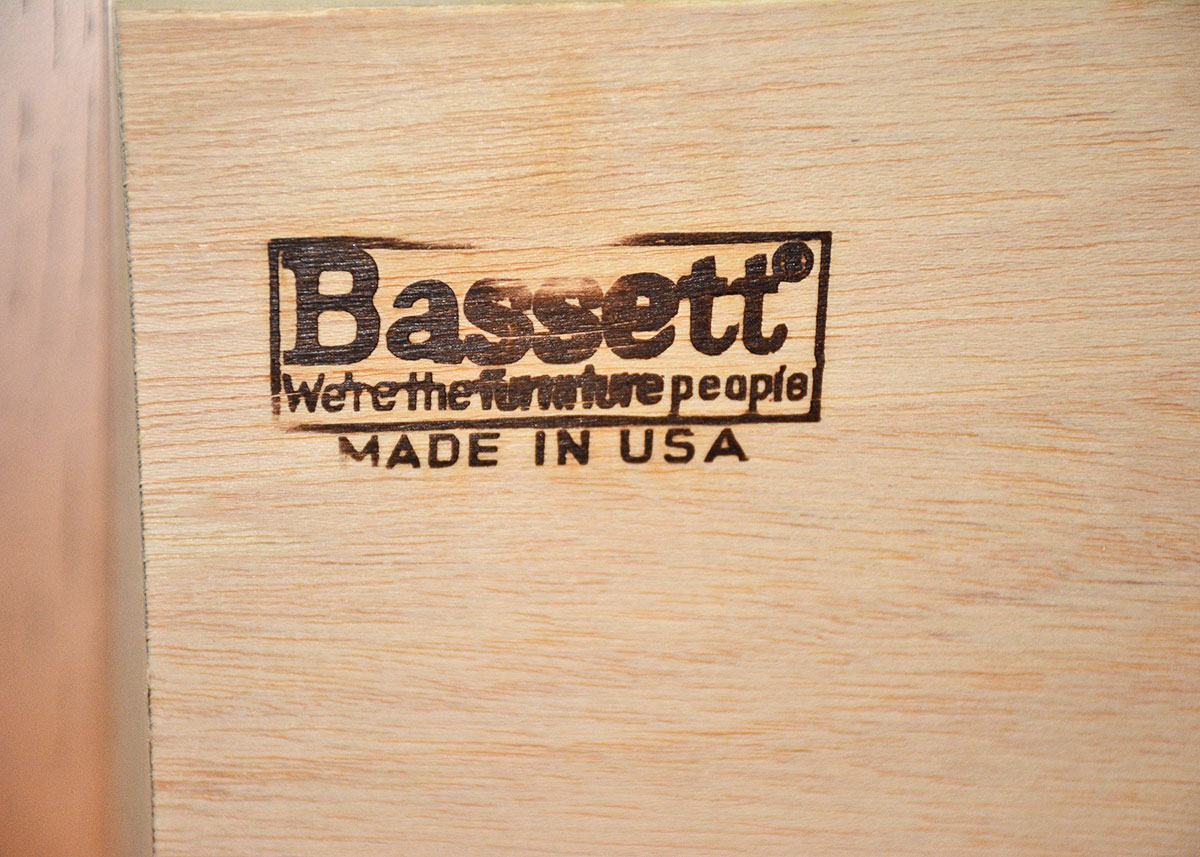 Bassett®
We're the furniture people
MADE IN USA